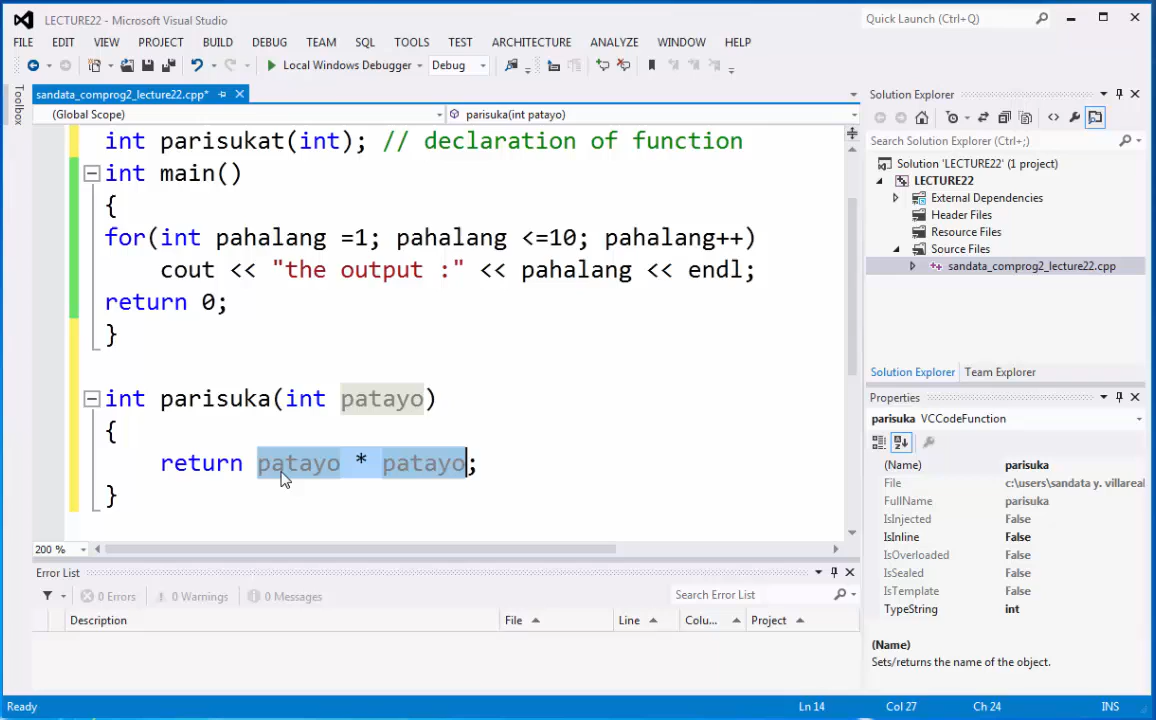 LECTURE22 - Microsoft Visual Studio
Quick Launch (Ctrl+Q)
FILE EDIT VIEW PROJECT BUILD DEBUG TEAM SQL TOOLS TEST ARCHITECTURE ANALYZE WINDOW HELP
Local Windows Debugger Debug
Toolbox
sandata_comprog2_lecture22.cpp*
(Global Scope) parisuka(int patayo)
int parisukat(int); // declaration of function
int main()
{
for(int pahalang =1; pahalang <=10; pahalang++)
cout << "the output :" << pahalang << endl;
return 0;
}
int parisuka(int patayo)
{
return patayo * patayo;
}
200 %
Error List
0 Errors 0 Warnings 0 Messages
Search Error List
Description File Line Colu... Project
Solution Explorer
Search Solution Explorer (Ctrl+;)
Solution 'LECTURE22' (1 project)
LECTURE22
External Dependencies
Header Files
Resource Files
Source Files
sandata_comprog2_lecture22.cpp
Solution Explorer Team Explorer
Properties
parisuka VCCodeFunction
(Name) parisuka
File c:\users\sandata y. villareal
FullName parisuka
IsInjected False
IsInline False
IsOverloaded False
IsSealed False
IsTemplate False
TypeString int
(Name)
Sets/returns the name of the object.
Ready Ln 14 Col 27 Ch 24 INS